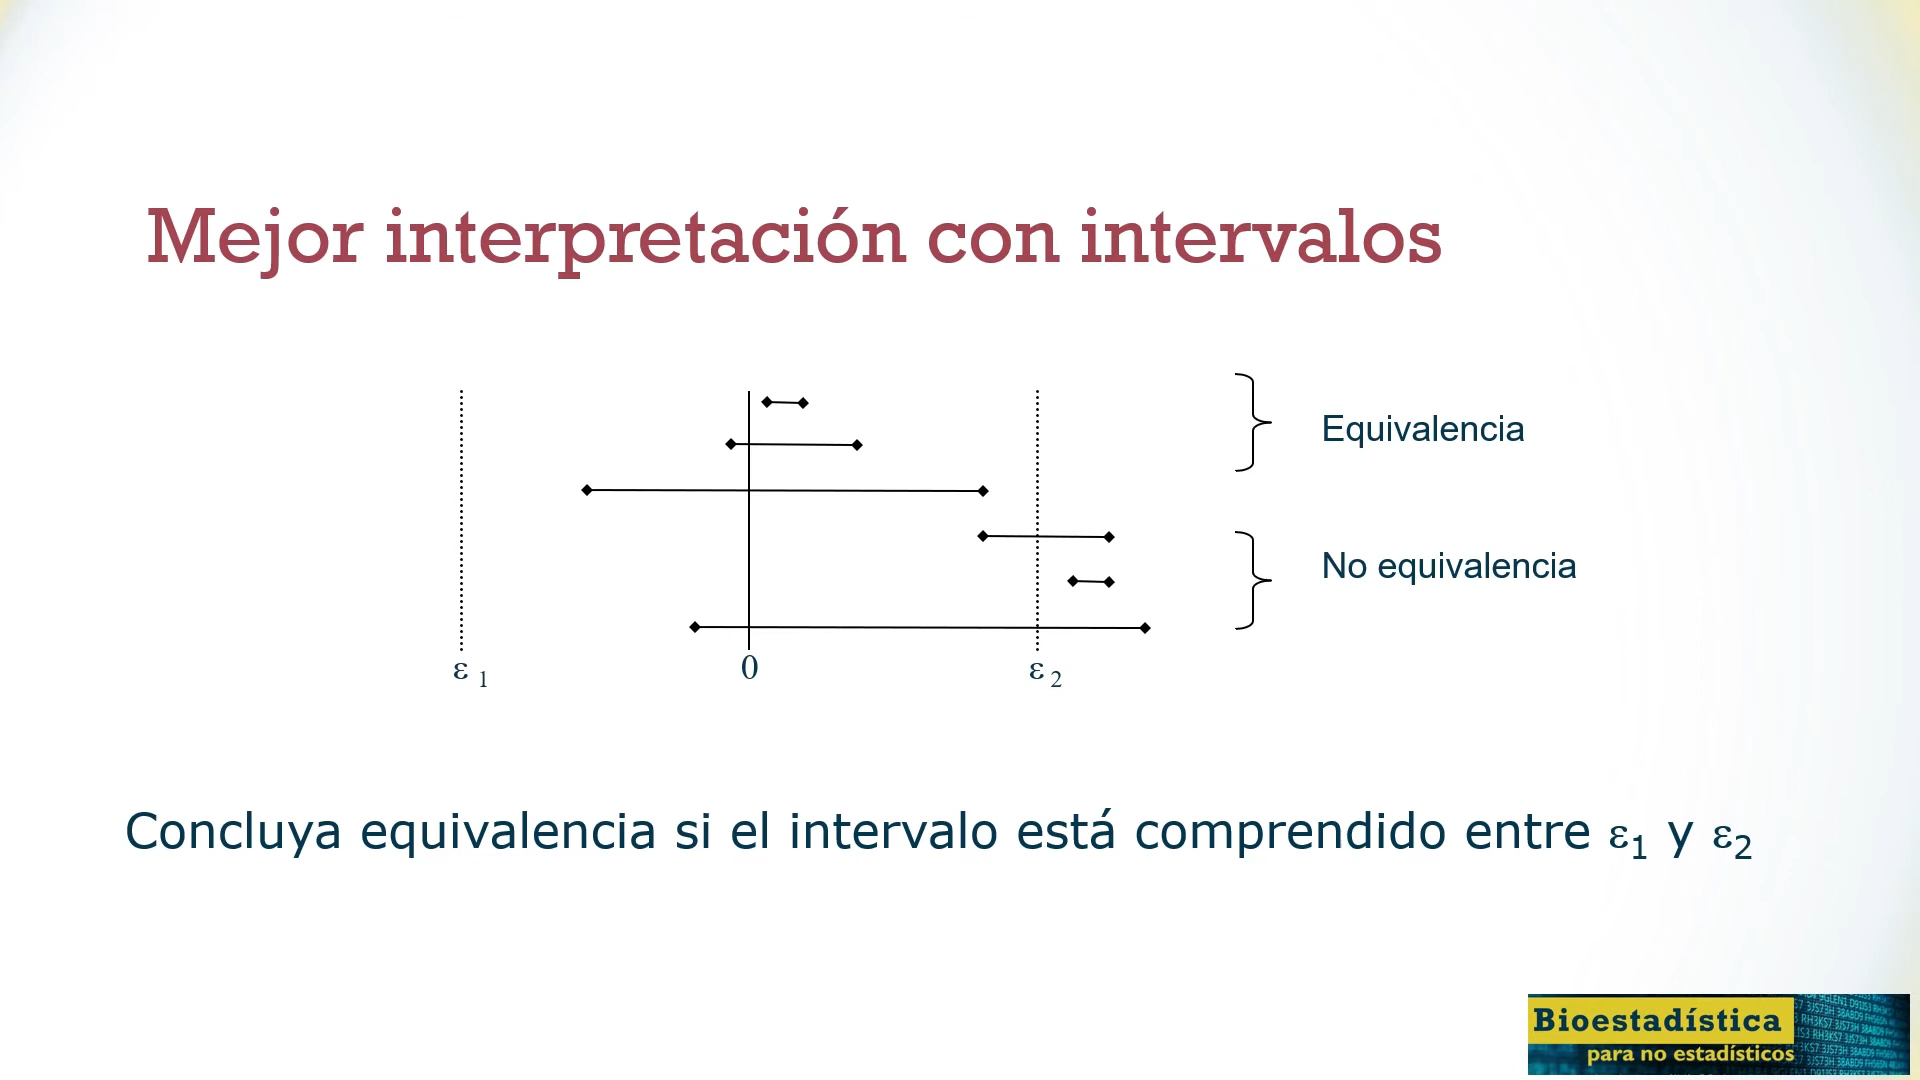 Mejor interpretación con intervalos
Equivalencia
No equivalencia
ε 1 0 ε 2
Concluya equivalencia si el intervalo está comprendido entre ε1 y ε2
Bioestadística
para no estadísticos